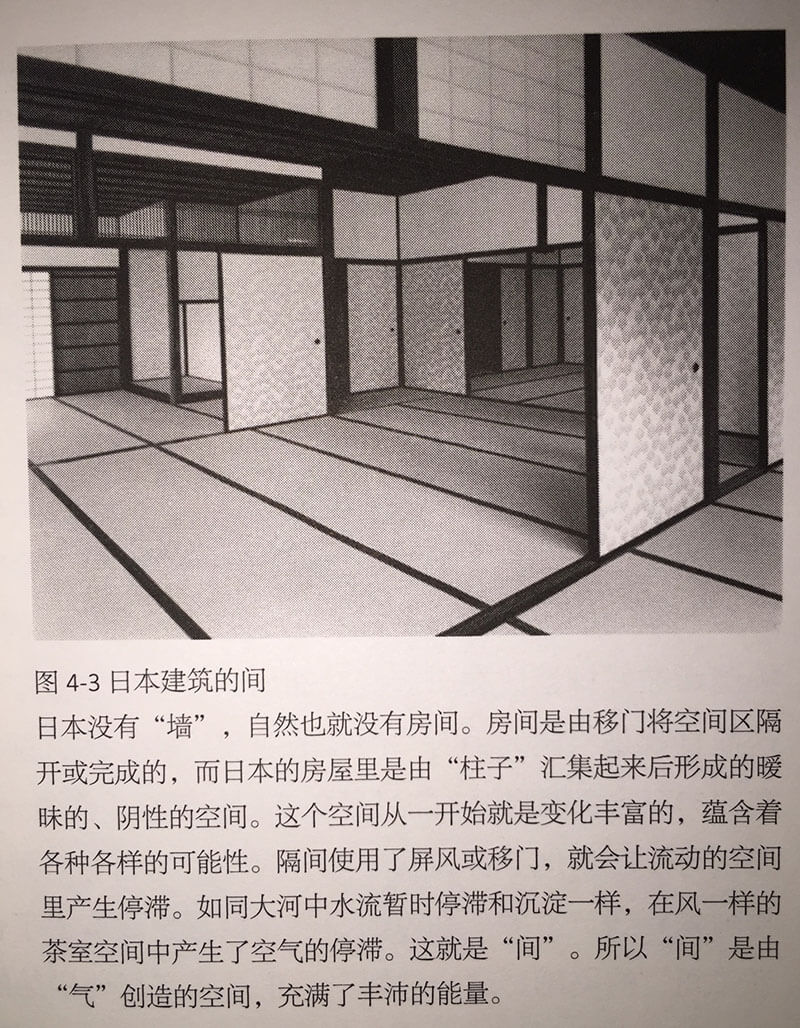 图 4-3 日本建筑的间
日本没有“墙”，自然也就没有房间。房间是由移门将空间区隔
开或完成的，而日本的房屋里是由“柱子”汇集起来后形成的暧
昧的、阴性的空间。这个空间从一开始就是变化丰富的，蕴含着
各种各样的可能性。隔间使用了屏风或移门，就会让流动的空间
里产生停滞。如同大河中水流暂时停滞和沉淀一样，在风一样的
茶室空间中产生了空气的停滞。这就是“间”。所以“间”是由
“气”创造的空间，充满了丰沛的能量。